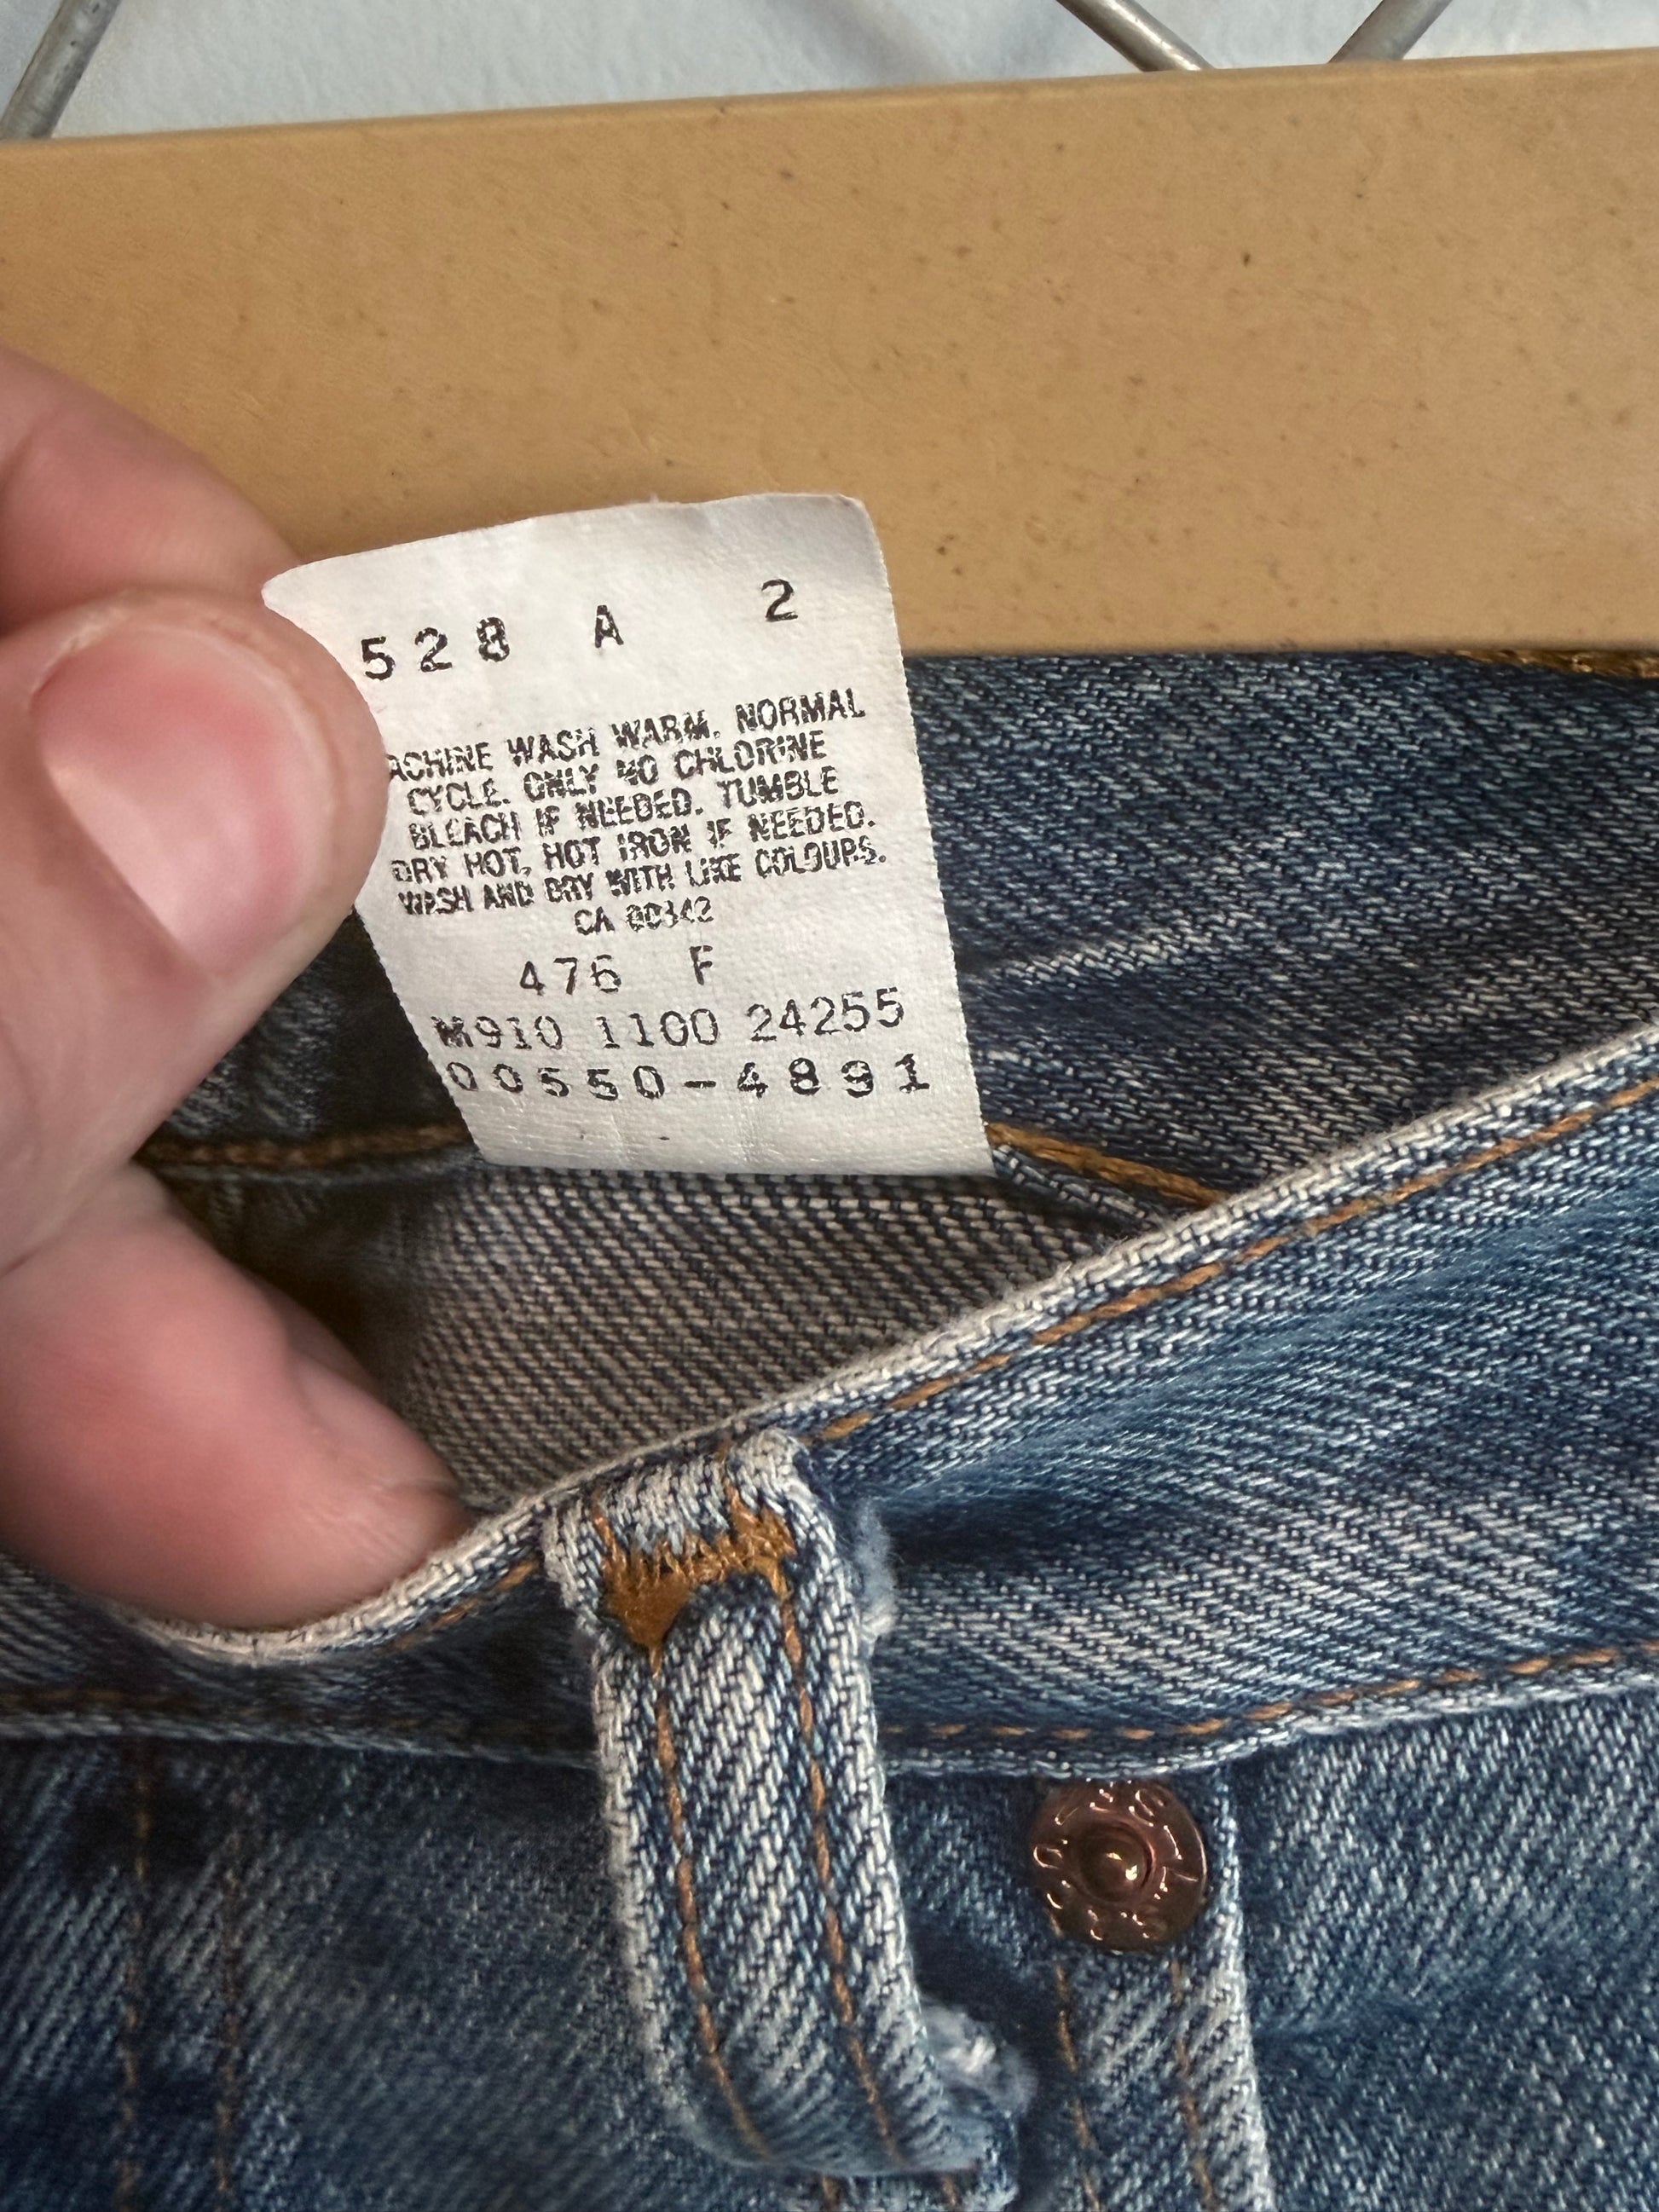 528 A 2
ACHINE WASH WARM. NORMAL
CYCLE. ONLY NO CHLORINE
BLEACH IF NEEDED. TUMBLE
DRY HOT, HOT IRON IF NEEDED.
WASH AND DRY WITH LIKE COLOURS.
CA
476 F
M910 1100 24255
00550-4891